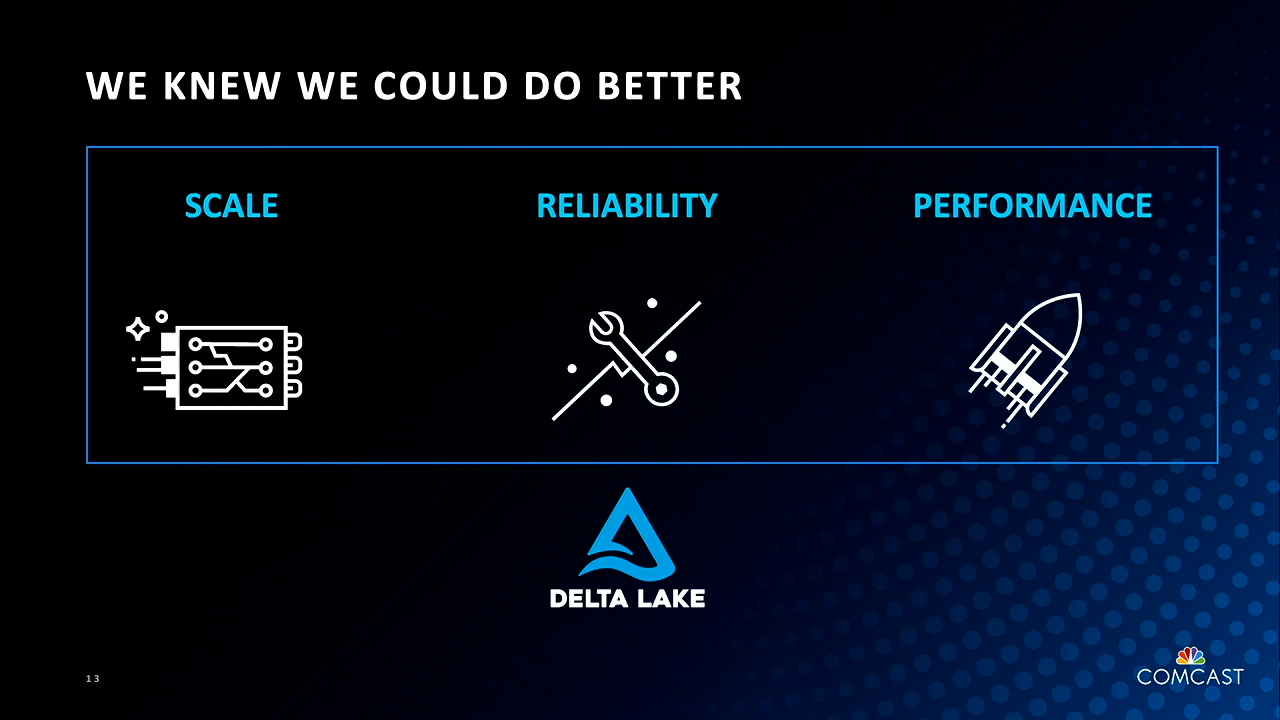 WE KNEW WE COULD DO BETTER
SCALE
RELIABILITY
PERFORMANCE
DELTA LAKE
13
COMCAST